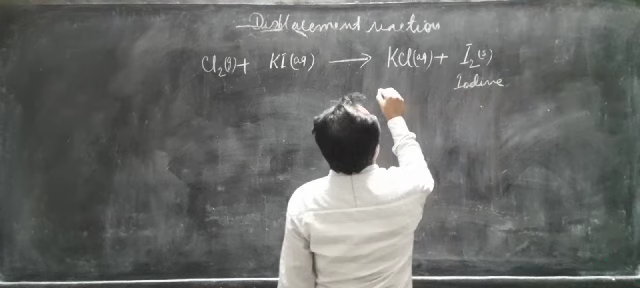 Displacement reaction
Cl₂(g) + KI(aq) → KCl(aq) + I₂(s)
Iodine